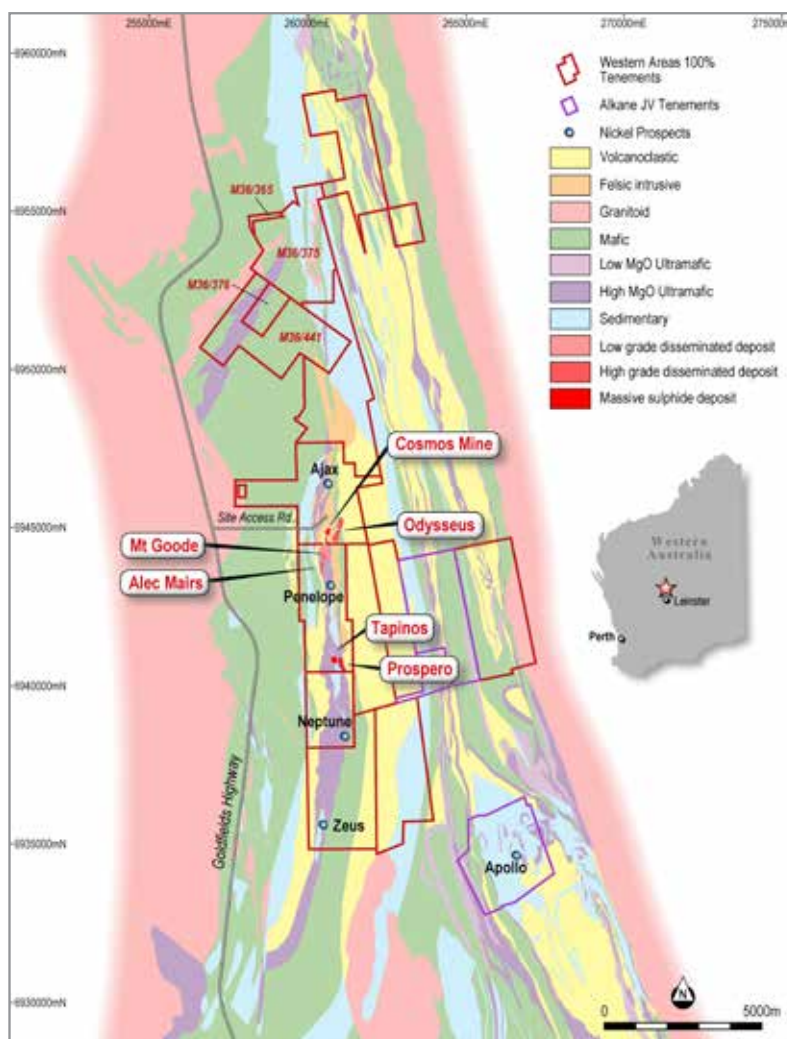 255000mE
260000mE
265000mE
270000mE
275000mE
6960000mN
6955000mN
6950000mN
6945000mN
6940000mN
6935000mN
6930000mN
Western Areas 100%
Tenements
Alkane JV Tenements
Nickel Prospects
Volcanoclastic
Felsic intrusive
Granitoid
Mafic
Low MgO Ultramafic
High MgO Ultramafic
Sedimentary
Low grade disseminated deposit
High grade disseminated deposit
Massive sulphide deposit
M36/365
M36/375
M36/376
M36/441
Cosmos Mine
Ajax
Site Access Rd.
Odysseus
Mt Goode
Alec Mairs
Penelope
Tapinos
Prospero
Neptune
Zeus
Apollo
Goldfields Highway
Western
Australia
Leinster
Perth
N
0
5000m